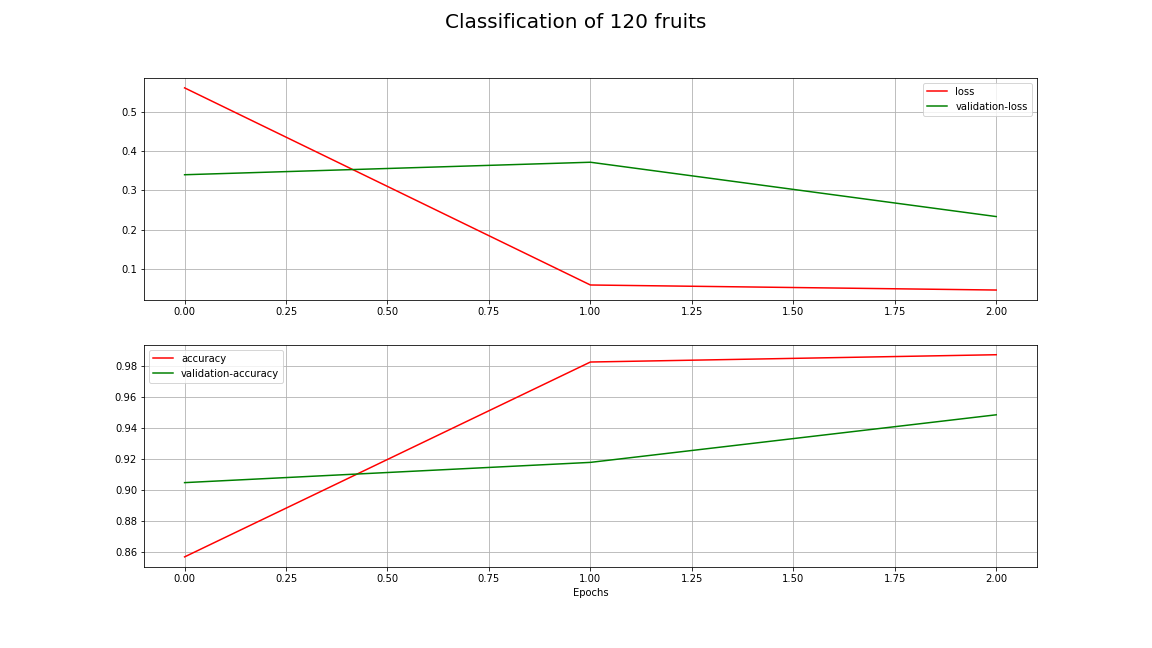 Classification of 120 fruits
loss
validation-loss
0.5
0.4
0.3
0.2
0.1
0.00 0.25 0.50 0.75 1.00 1.25 1.50 1.75 2.00
accuracy
validation-accuracy
0.98
0.96
0.94
0.92
0.90
0.88
0.86
0.00 0.25 0.50 0.75 1.00 1.25 1.50 1.75 2.00
Epochs